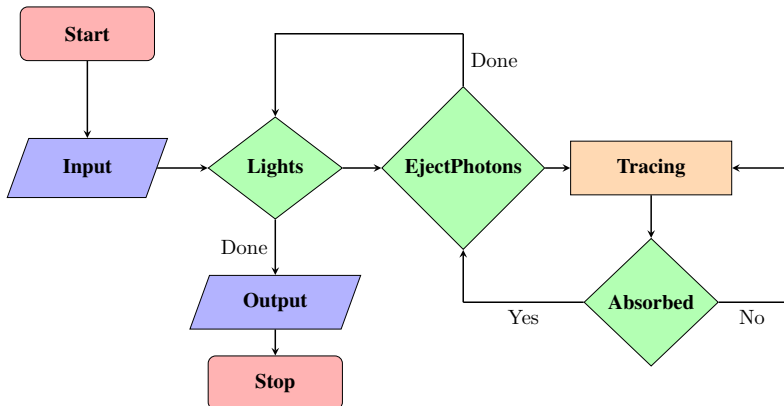 Start
Done
Input
Lights
EjectPhotons
Tracing
Done
Output
Absorbed
Yes
No
Stop